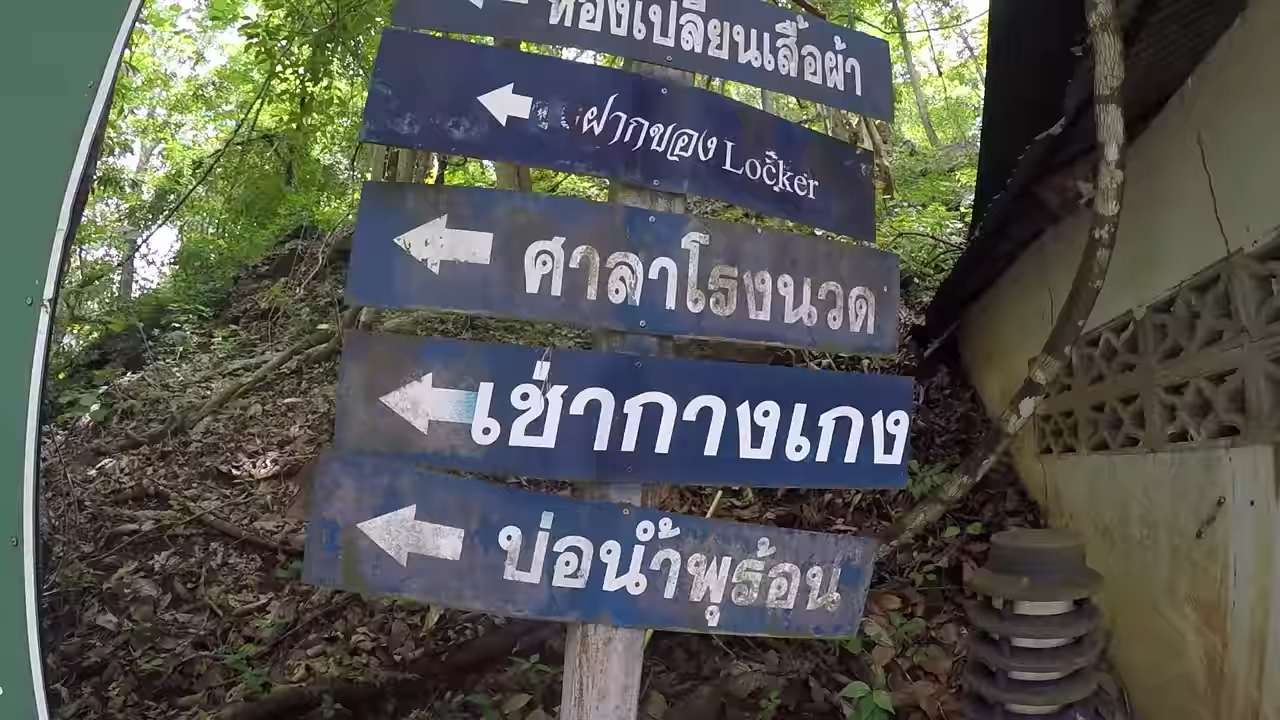 ห้องเปลี่ยนเสื้อผ้า
ฝากของ Locker
ศาลาโรงนวด
เช่ากางเกง
บ่อน้ำพุร้อน